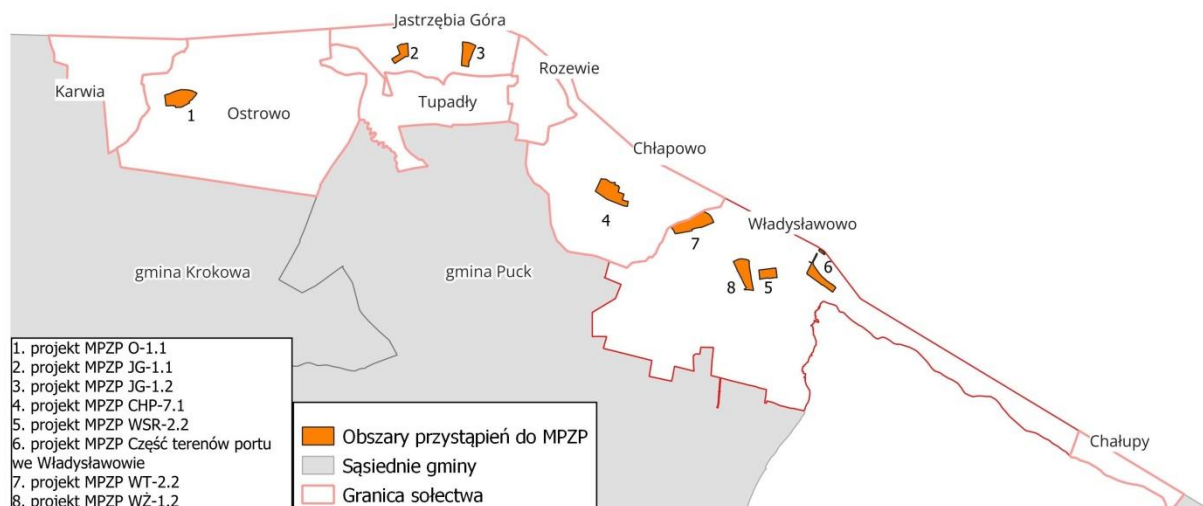 Jastrzębia Góra
2
3
Rozewie
Karwia
1
Ostrowo
Tupadły
Chłapowo
4
7
Władysławowo
6
8
5
gmina Krokowa
gmina Puck
Chałupy
1. projekt MPZP O-1.1
2. projekt MPZP JG-1.1
3. projekt MPZP JG-1.2
4. projekt MPZP CHP-7.1
5. projekt MPZP WSR-2.2
6. projekt MPZP Część terenów portu
we Władysławowie
7. projekt MPZP WT-2.2
8. projekt MPZP WŻ-1.2
Obszary przystąpień do MPZP
Sąsiednie gminy
Granica sołectwa